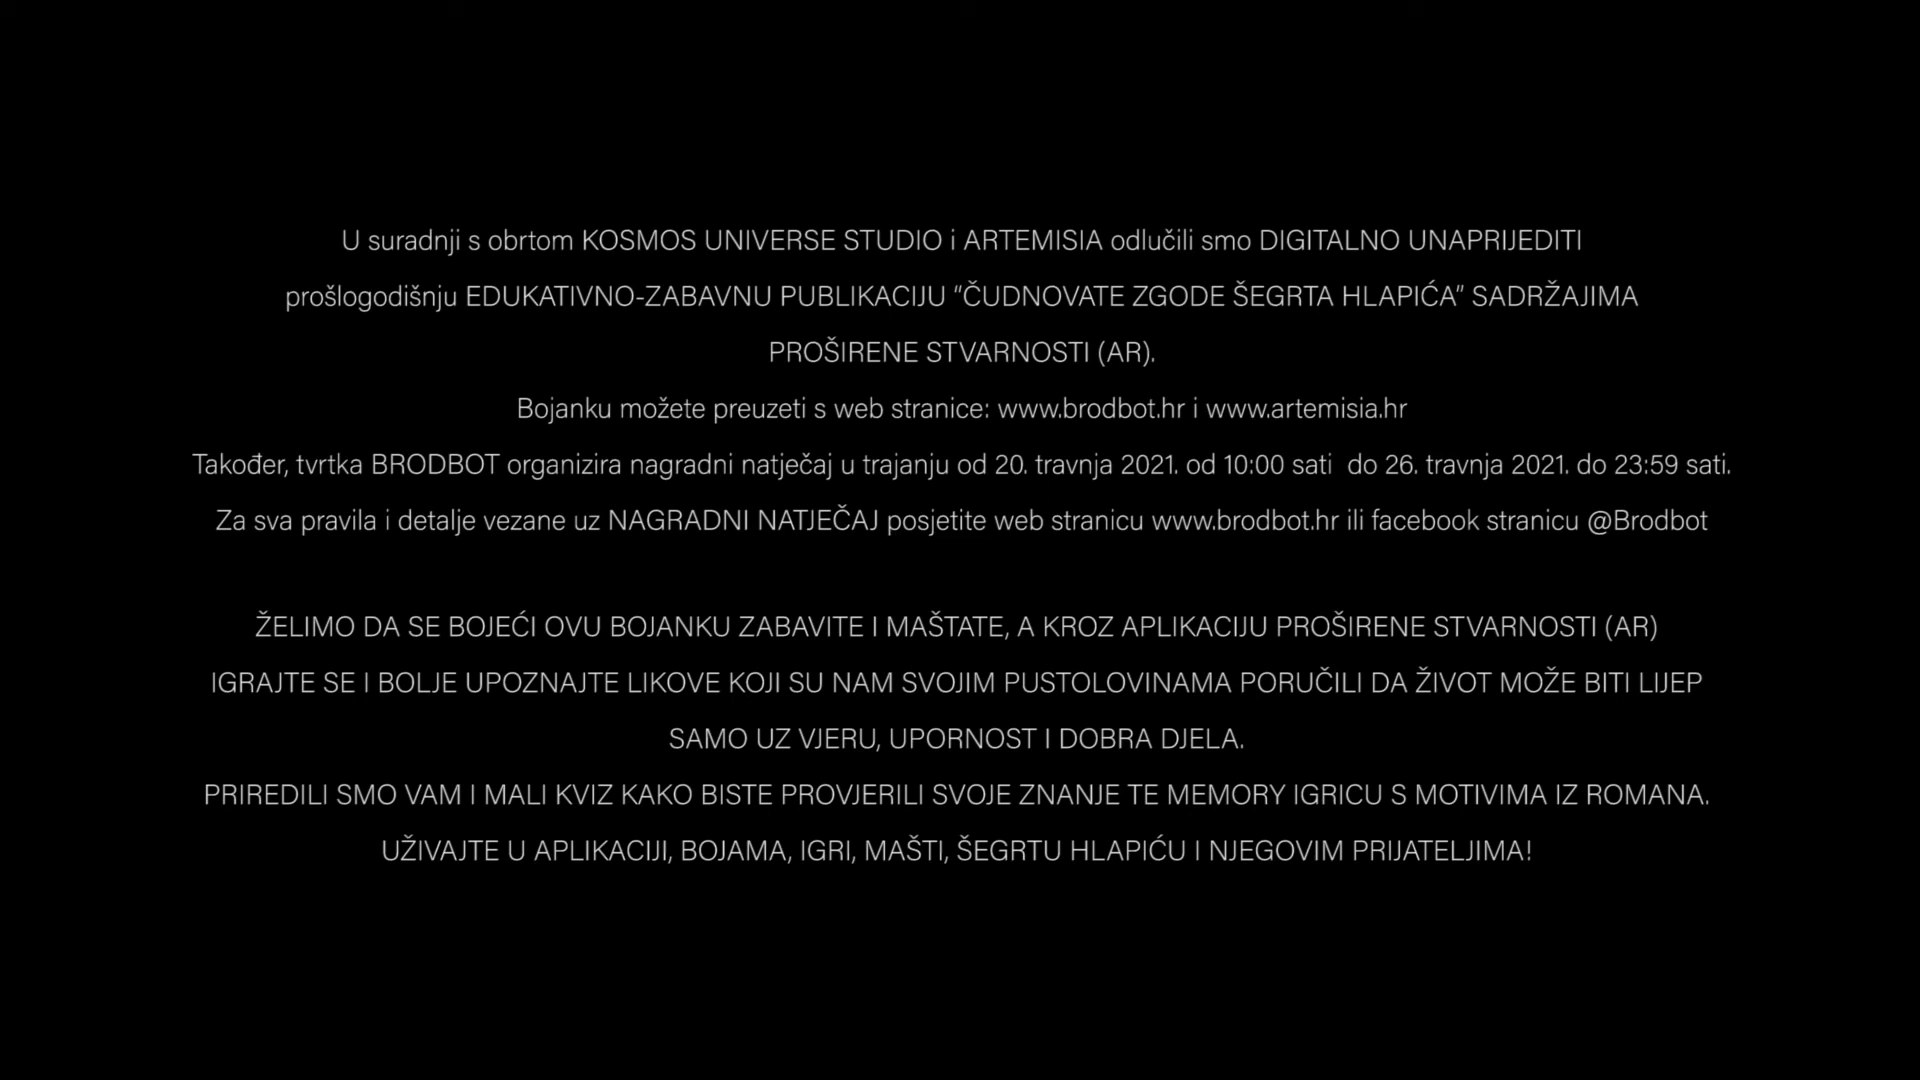 U suradnji s obrtom KOSMOS UNIVERSE STUDIO i ARTEMISIA odlučili smo DIGITALNO UNAPRIJEDITI
prošlogodišnju EDUKATIVNO-ZABAVNU PUBLIKACIJU “ČUDNOVATE ZGODE ŠEGRTA HLAPIĆA” SADRŽAJIMA
PROŠIRENE STVARNOSTI (AR).
Bojanku možete preuzeti s web stranice: www.brodbot.hr i www.artemisia.hr
Također, tvrtka BRODBOT organizira nagradni natječaj u trajanju od 20. travnja 2021. od 10:00 sati  do 26. travnja 2021. do 23:59 sati.
Za sva pravila i detalje vezane uz NAGRADNI NATJEČAJ posjetite web stranicu www.brodbot.hr ili facebook stranicu @Brodbot
ŽELIMO DA SE BOJEĆI OVU BOJANKU ZABAVITE I MAŠTATE, A KROZ APLIKACIJU PROŠIRENE STVARNOSTI (AR)
IGRAJTE SE I BOLJE UPOZNAJTE LIKOVE KOJI SU NAM SVOJIM PUSTOLOVINAMA PORUČILI DA ŽIVOT MOŽE BITI LIJEP
SAMO UZ VJERU, UPORNOST I DOBRA DJELA.
PRIREDILI SMO VAM I MALI KVIZ KAKO BISTE PROVJERILI SVOJE ZNANJE TE MEMORY IGRICU S MOTIVIMA IZ ROMANA.
UŽIVAJTE U APLIKACIJI, BOJAMA, IGRI, MAŠTI, ŠEGRTU HLAPIĆU I NJEGOVIM PRIJATELJIMA!